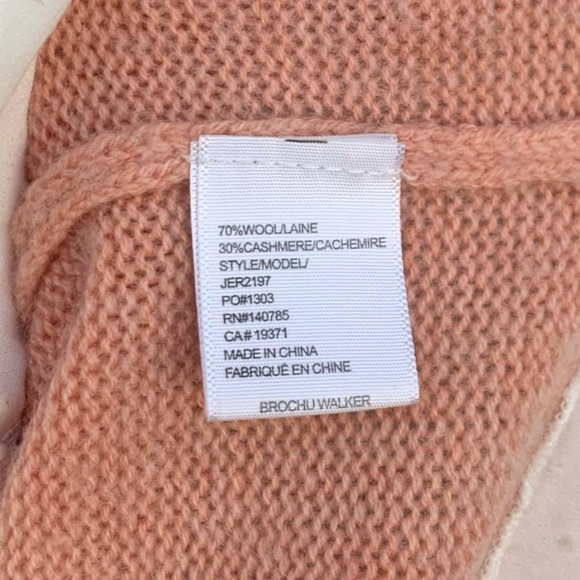 70%WOOL/LAINE
30%CASHMERE/CACHEMIRE
STYLE/MODEL/
JER2197
PO#1303
RN#140785
CA# 19371
MADE IN CHINA
FABRIQUÉ EN CHINE
BROCHU WALKER